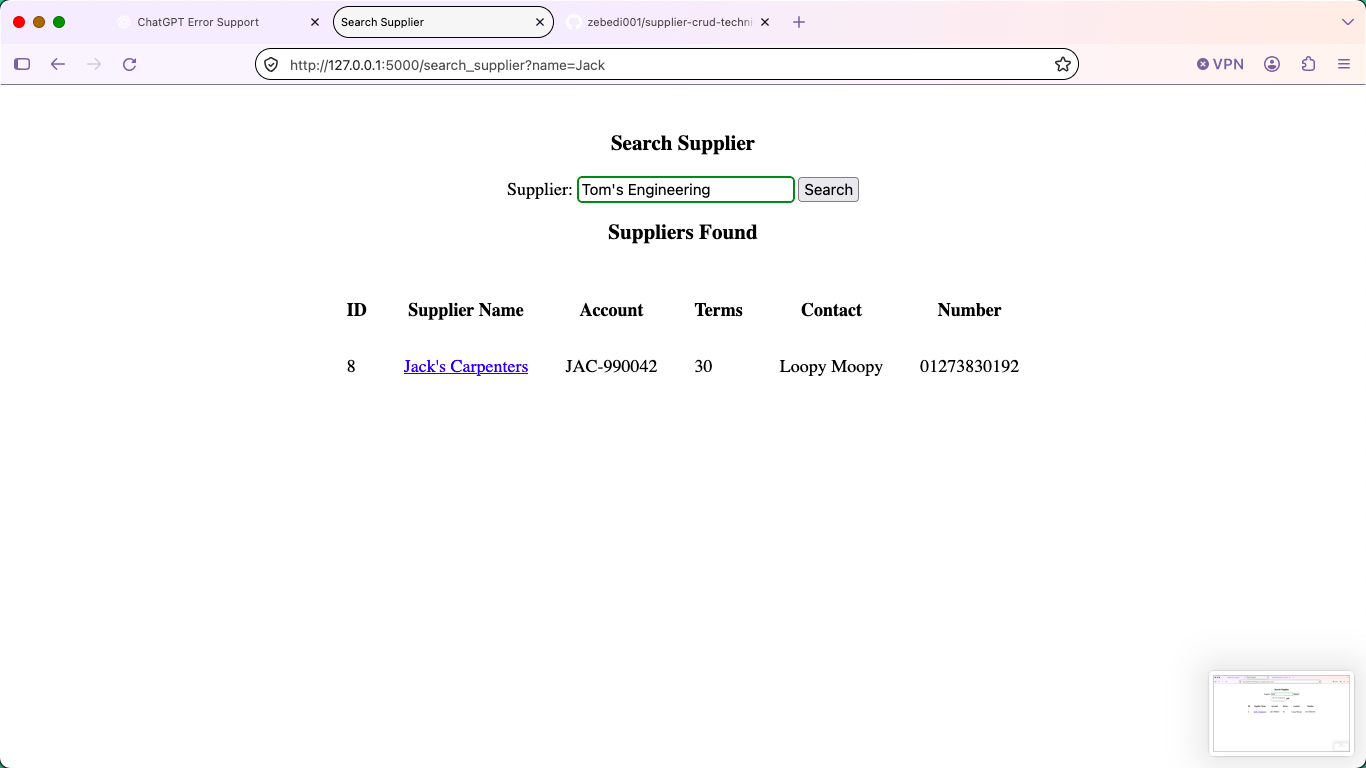 ChatGPT Error Support
Search Supplier
zebedi001/supplier-crud-techni
http://127.0.0.1:5000/search_supplier?name=Jack
VPN
Search Supplier
Supplier: Tom's Engineering Search
Suppliers Found
ID Supplier Name Account Terms Contact Number
8 Jack's Carpenters JAC-990042 30 Loopy Moopy 01273830192